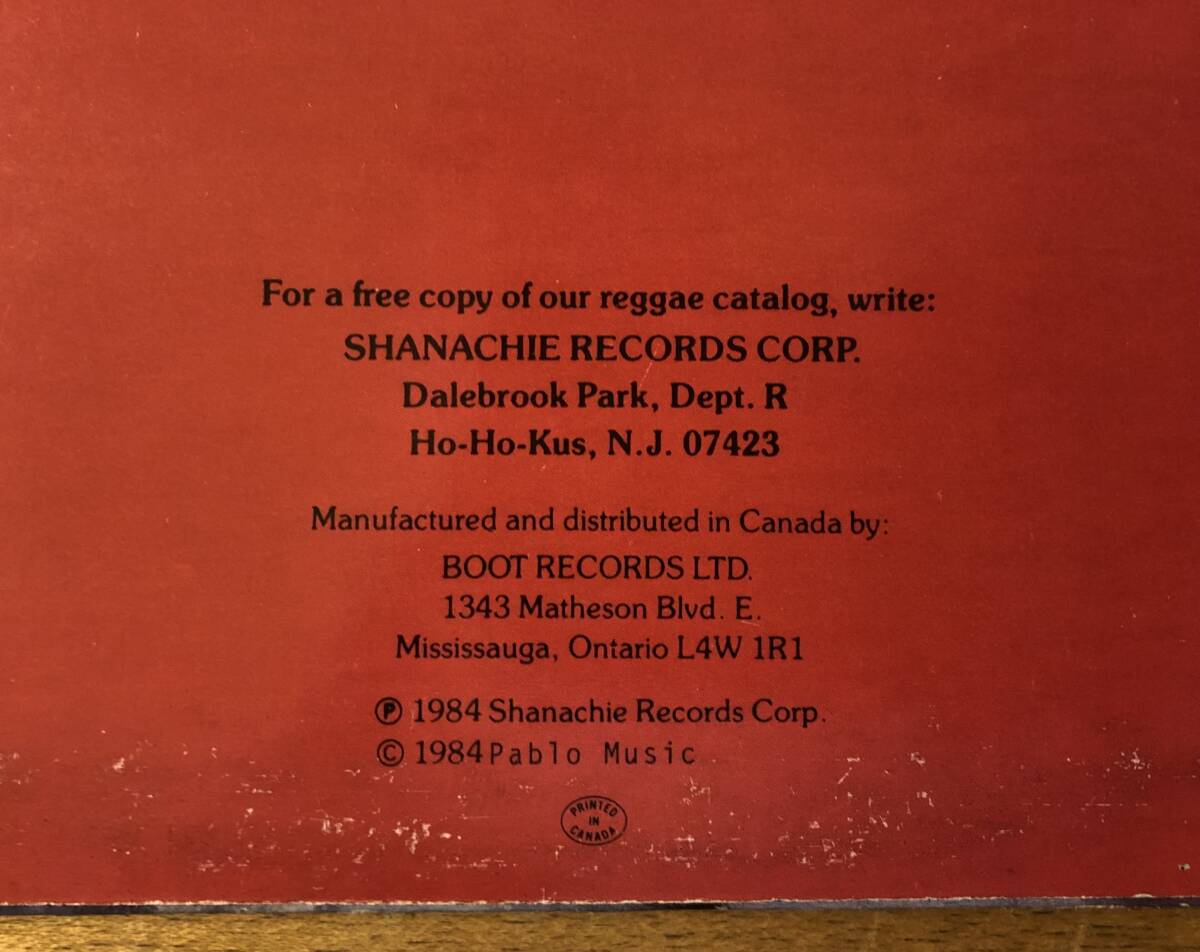 For a free copy of our reggae catalog, write:
SHANACHIE RECORDS CORP.
Dalebrook Park, Dept. R
Ho-Ho-Kus, N.J. 07423
Manufactured and distributed in Canada by:
BOOT RECORDS LTD.
1343 Matheson Blvd. E.
Mississauga, Ontario L4W 1R1
Ⓟ 1984 Shanachie Records Corp.
© 1984 Pablo Music
PRINTED
IN
CANADA